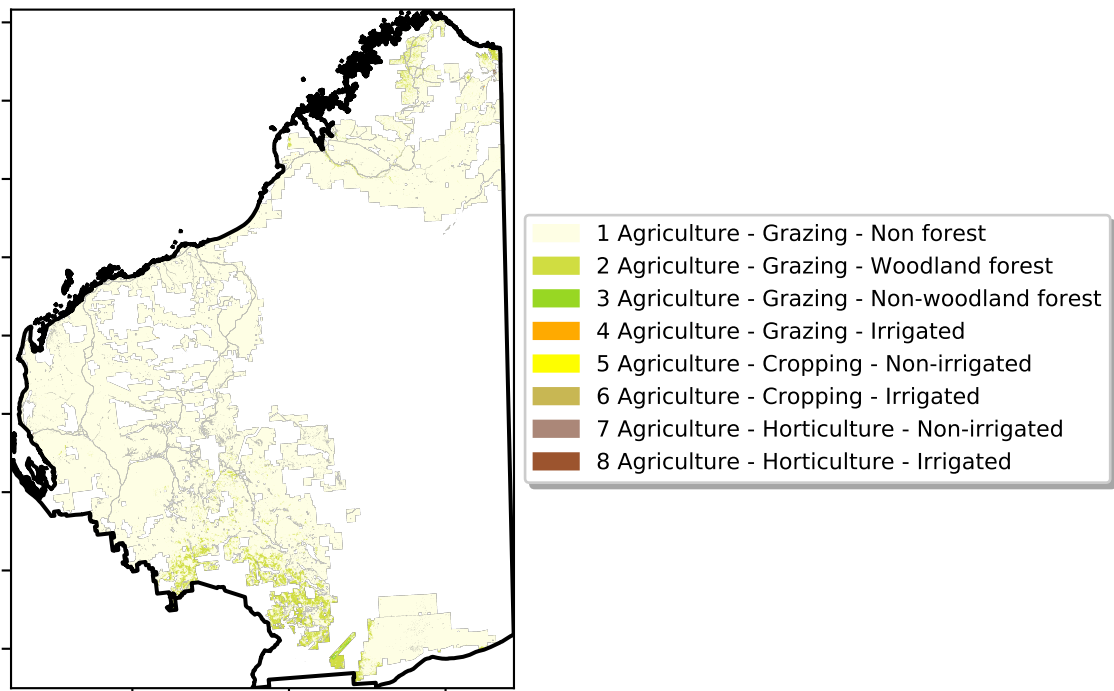 1 Agriculture - Grazing - Non forest
2 Agriculture - Grazing - Woodland forest
3 Agriculture - Grazing - Non-woodland forest
4 Agriculture - Grazing - Irrigated
5 Agriculture - Cropping - Non-irrigated
6 Agriculture - Cropping - Irrigated
7 Agriculture - Horticulture - Non-irrigated
8 Agriculture - Horticulture - Irrigated